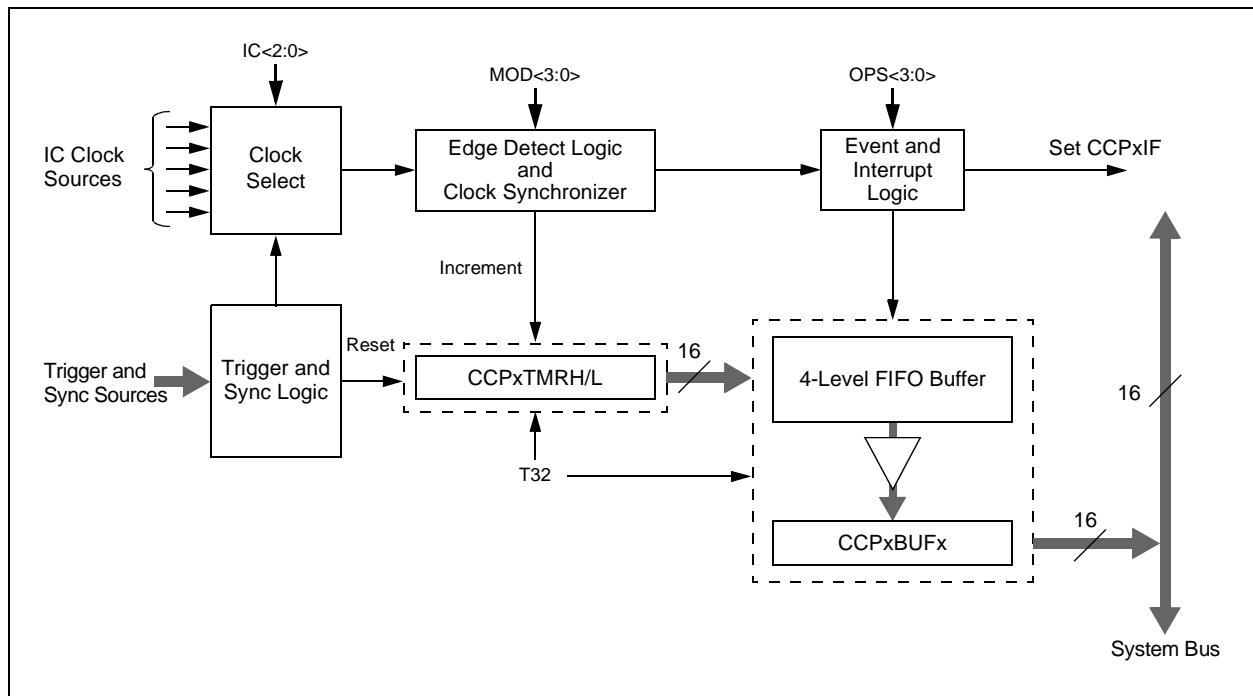 IC<2:0>
MOD<3:0>
OPS<3:0>
IC Clock
Sources
Clock
Select
Edge Detect Logic
and
Clock Synchronizer
Event and
Interrupt
Logic
Set CCPxIF
Increment
Trigger and
Sync Sources
Trigger and
Sync Logic
Reset
CCPxTMRH/L
16
4-Level FIFO Buffer
16
T32
CCPxBUFx
16
System Bus